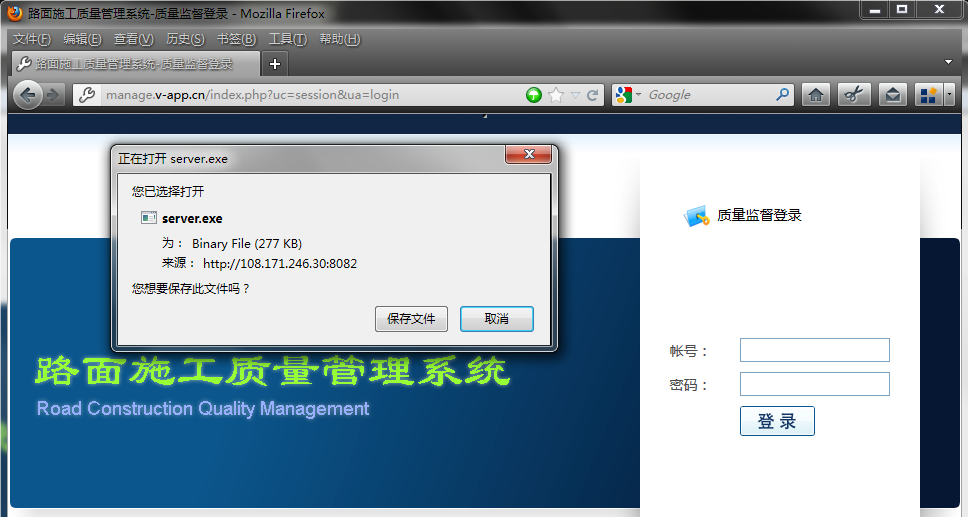 路面施工质量管理系统-质量监督登录 - Mozilla Firefox
文件(F) 编辑(E) 查看(V) 历史(S) 书签(B) 工具(T) 帮助(H)
路面施工质量管理系统-质量监督登录
manage.v-app.cn/index.php?uc=session&ua=login
Google
正在打开 server.exe
您已选择打开
server.exe
为： Binary File (277 KB)
来源： http://108.171.246.30:8082
您想要保存此文件吗？
保存文件 取消
路面施工质量管理系统
Road Construction Quality Management
质量监督登录
帐号：
密码：
登 录